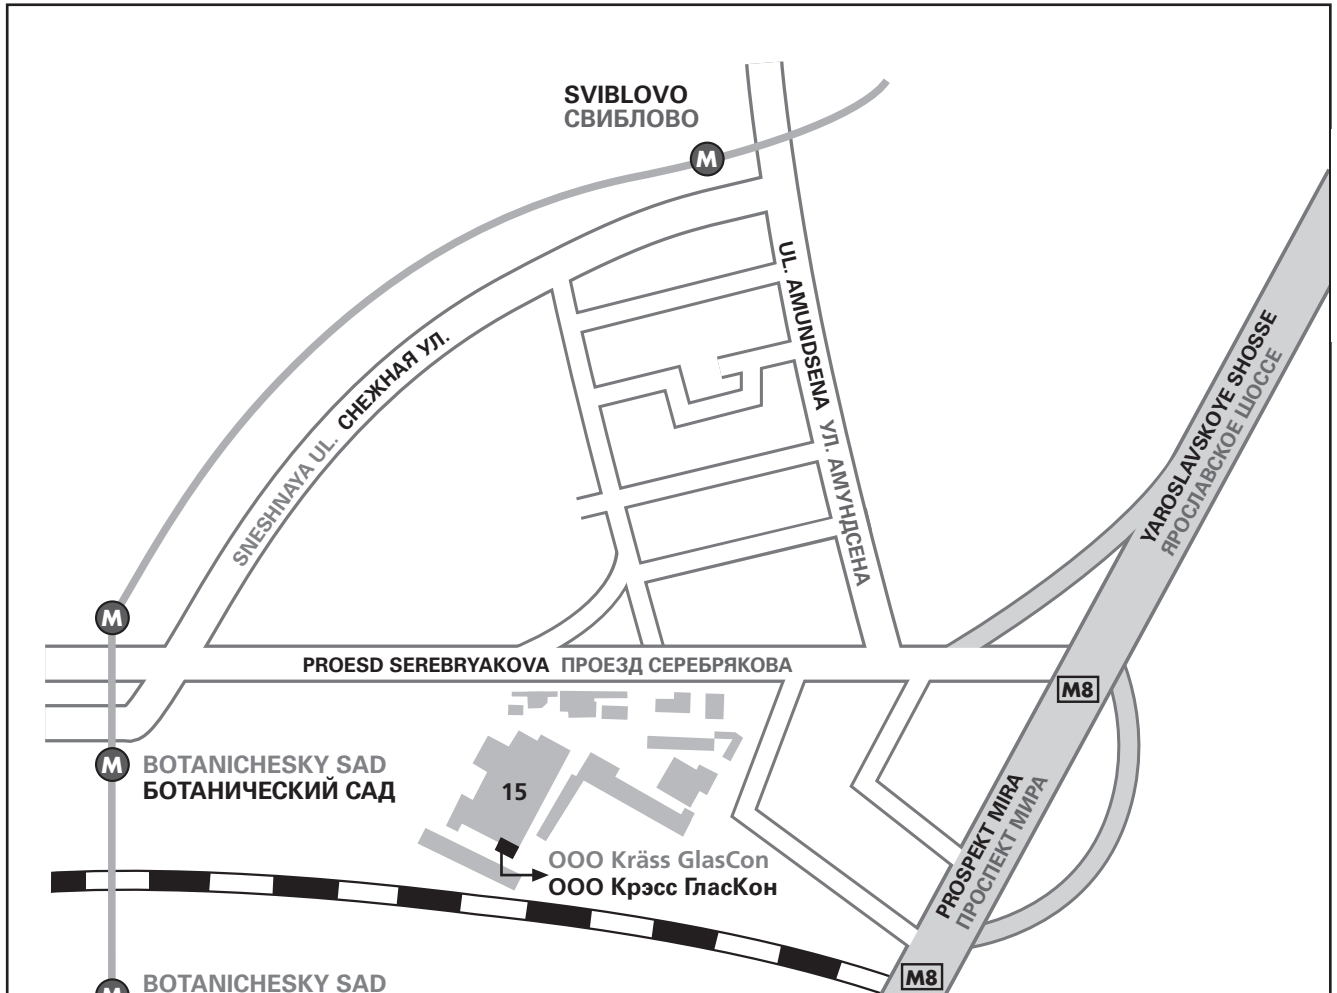 SVIBLOVO
СВИБЛОВО
M
UL. AMUNDSENA УЛ. АМУНДСЕНА
SNESHNAYA UL. СНЕЖНАЯ УЛ.
YAROSLAVSKOYE SHOSSE
ЯРОСЛАВСКОЕ ШОССЕ
M
PROESD SEREBRYAKOVA ПРОЕЗД СЕРЕБРЯКОВА
M8
M
BOTANICHESKY SAD
БОТАНИЧЕСКИЙ САД
15
PROSPEKT MIRA
ПРОСПЕКТ МИРА
OOO Kräss GlasCon
ООО Крэсс ГласКон
M8
M
BOTANICHESKY SAD